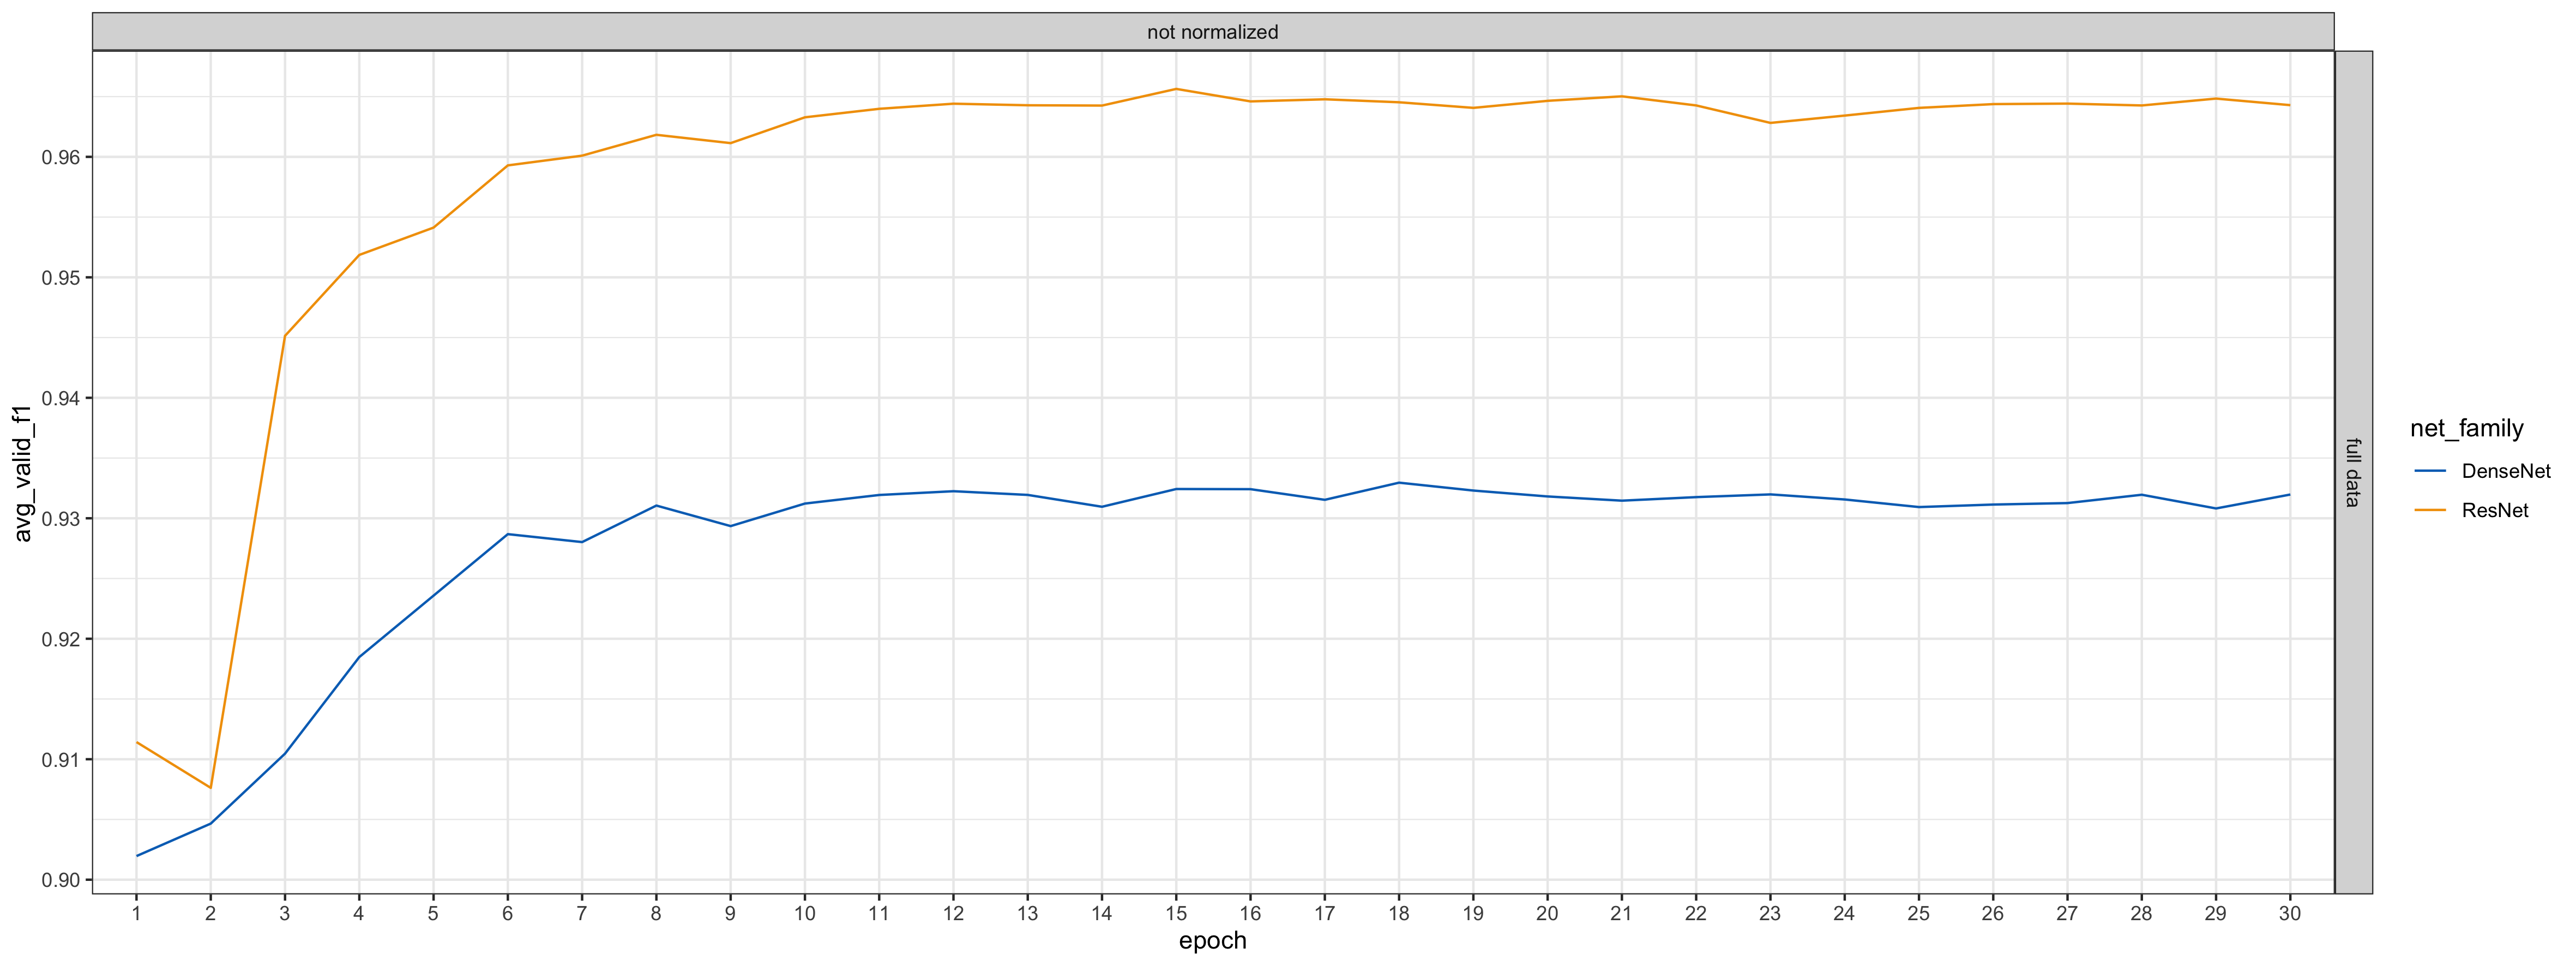 not normalized
avg_valid_f1
0.96
0.95
0.94
0.93
0.92
0.91
0.90
1 2 3 4 5 6 7 8 9 10 11 12 13 14 15 16 17 18 19 20 21 22 23 24 25 26 27 28 29 30
epoch
full data
net_family
DenseNet
ResNet